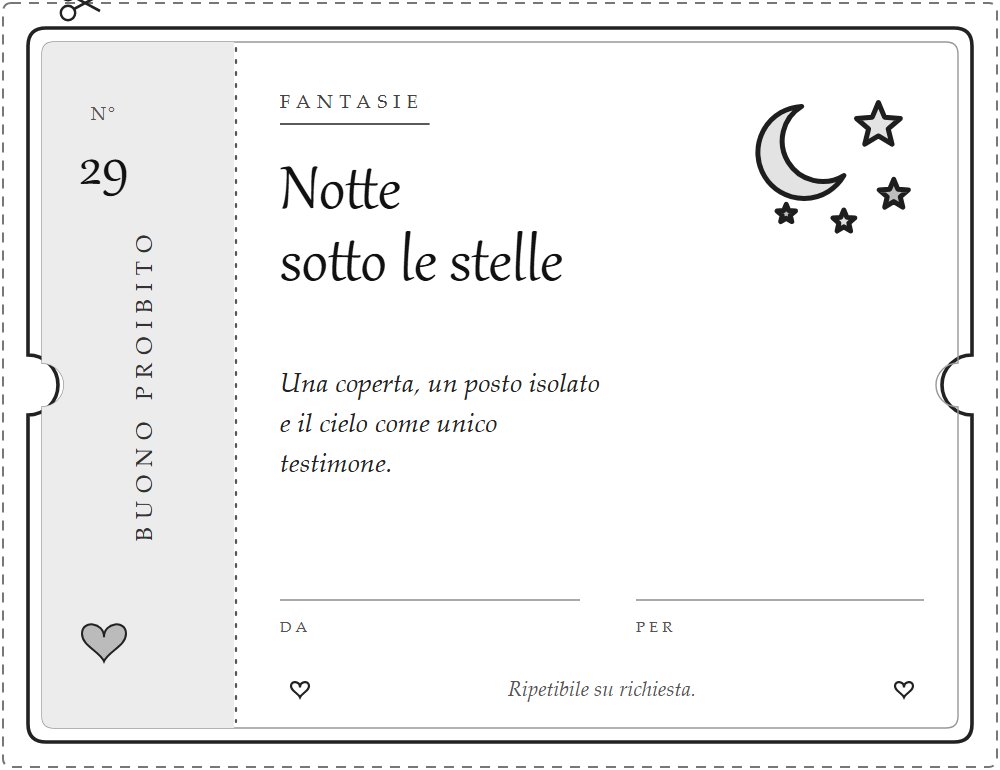 N°
29
BUONO PROIBITO
FANTASIE
Notte
sotto le stelle
Una coperta, un posto isolato
e il cielo come unico
testimone.
DA
PER
Ripetibile su richiesta.